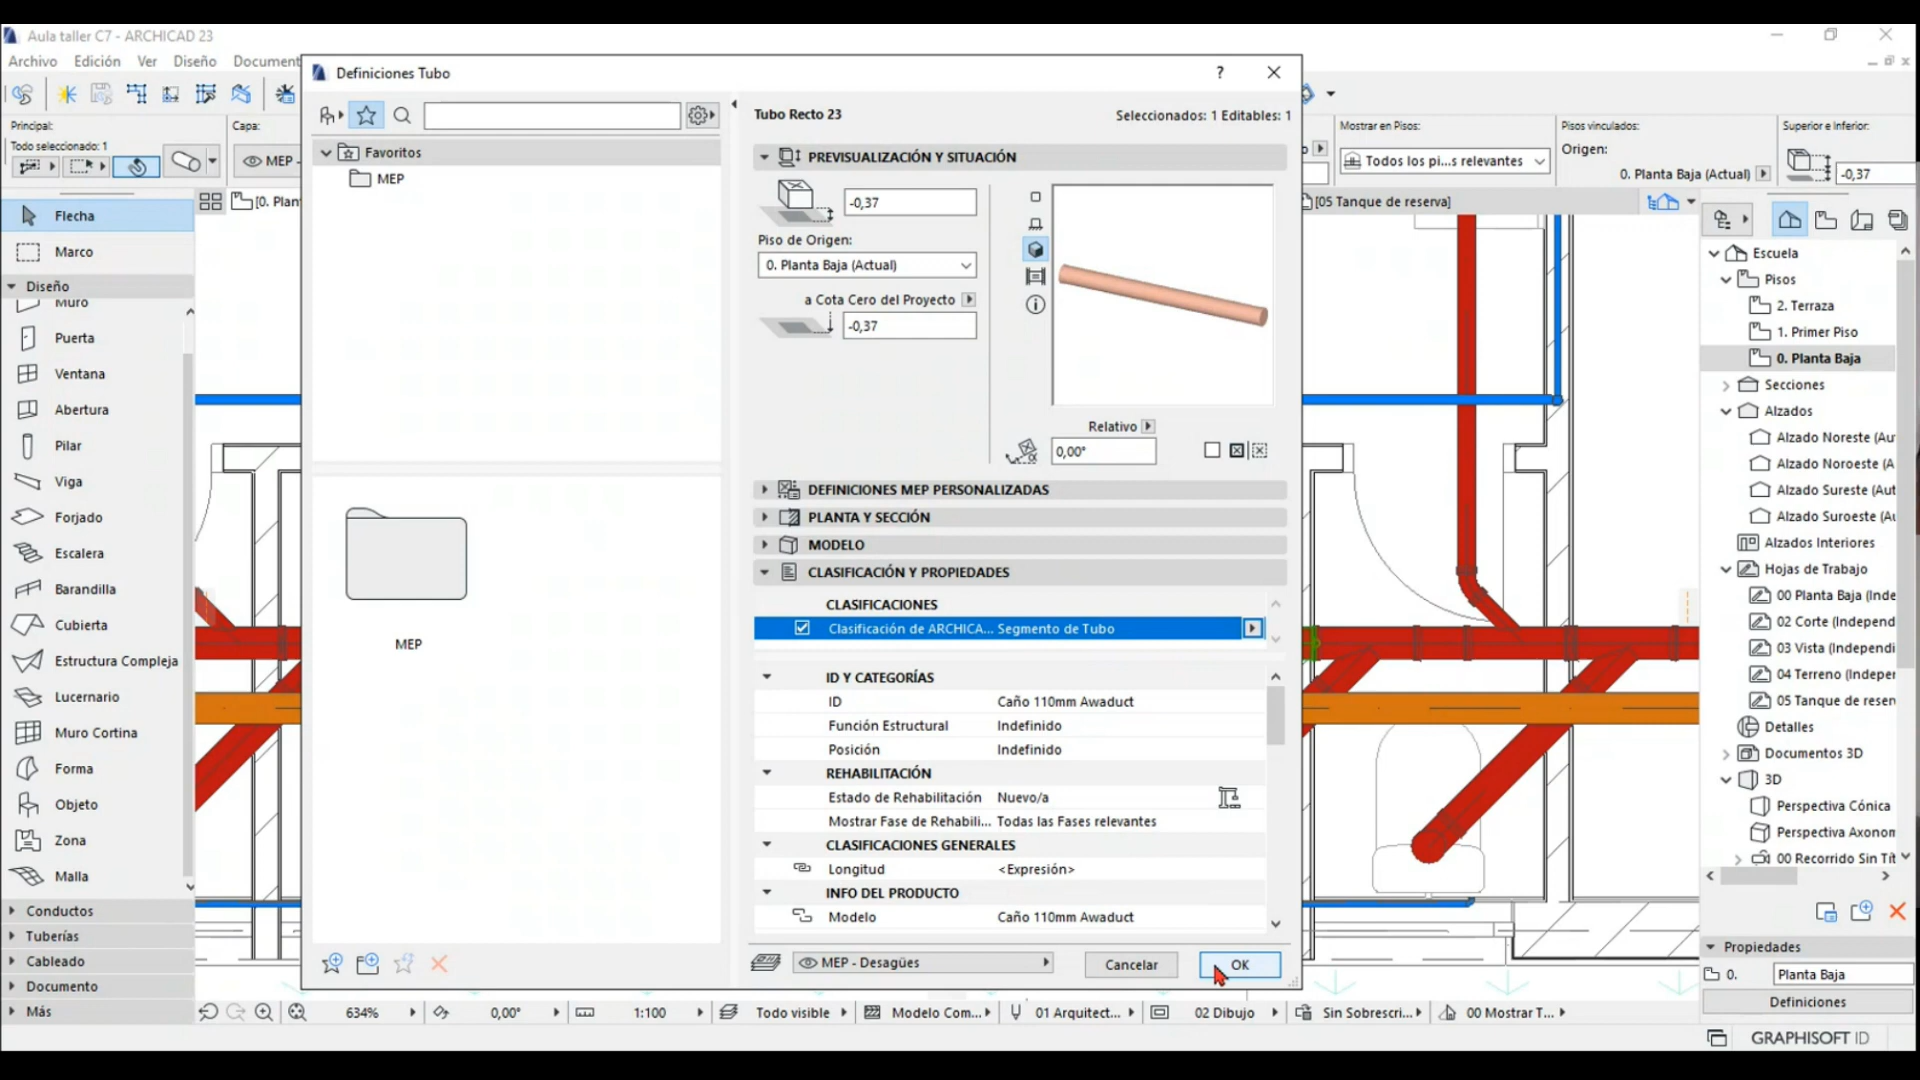 Aula taller C7 - ARCHICAD 23
Archivo Edición Ver Diseño Document
Principal:
Todo seleccionado: 1
Capa:
MEP -
Flecha
Marco
Diseño
Muro
Puerta
Ventana
Abertura
Pilar
Viga
Forjado
Escalera
Barandilla
Cubierta
Estructura Compleja
Lucernario
Muro Cortina
Forma
Objeto
Zona
Malla
Conductos
Tuberías
Cableado
Documento
Más
[0. Plan
Definiciones Tubo
?
Favoritos
MEP
MEP
Tubo Recto 23
Seleccionados: 1 Editables: 1
PREVISUALIZACIÓN Y SITUACIÓN
-0,37
Piso de Origen:
0. Planta Baja (Actual)
a Cota Cero del Proyecto
-0,37
Relativo
0,00°
DEFINICIONES MEP PERSONALIZADAS
PLANTA Y SECCIÓN
MODELO
CLASIFICACIÓN Y PROPIEDADES
CLASIFICACIONES
Clasificación de ARCHICA... Segmento de Tubo
ID Y CATEGORÍAS
ID Caño 110mm Awaduct
Función Estructural Indefinido
Posición Indefinido
REHABILITACIÓN
Estado de Rehabilitación Nuevo/a
Mostrar Fase de Rehabili... Todas las Fases relevantes
CLASIFICACIONES GENERALES
Longitud <Expresión>
INFO DEL PRODUCTO
Modelo Caño 110mm Awaduct
MEP - Desagües
Cancelar
OK
Mostrar en Pisos:
Todos los pi...s relevantes
Pisos vinculados:
Origen:
0. Planta Baja (Actual)
Superior e Inferior:
-0,37
[05 Tanque de reserva]
Escuela
Pisos
2. Terraza
1. Primer Piso
0. Planta Baja
Secciones
Alzados
Alzado Noreste (Au
Alzado Noroeste (A
Alzado Sureste (Aut
Alzado Suroeste (Au
Alzados Interiores
Hojas de Trabajo
00 Planta Baja (Inde
02 Corte (Independ
03 Vista (Independi
04 Terreno (Indeper
05 Tanque de reser
Detalles
Documentos 3D
3D
Perspectiva Cónica
Perspectiva Axonom
00 Recorrido Sin Tít
Propiedades
0. Planta Baja
Definiciones
634% 0,00° 1:100 Todo visible Modelo Com... 01 Arquitect... 02 Dibujo Sin Sobrescri... 00 Mostrar T...
GRAPHISOFT ID